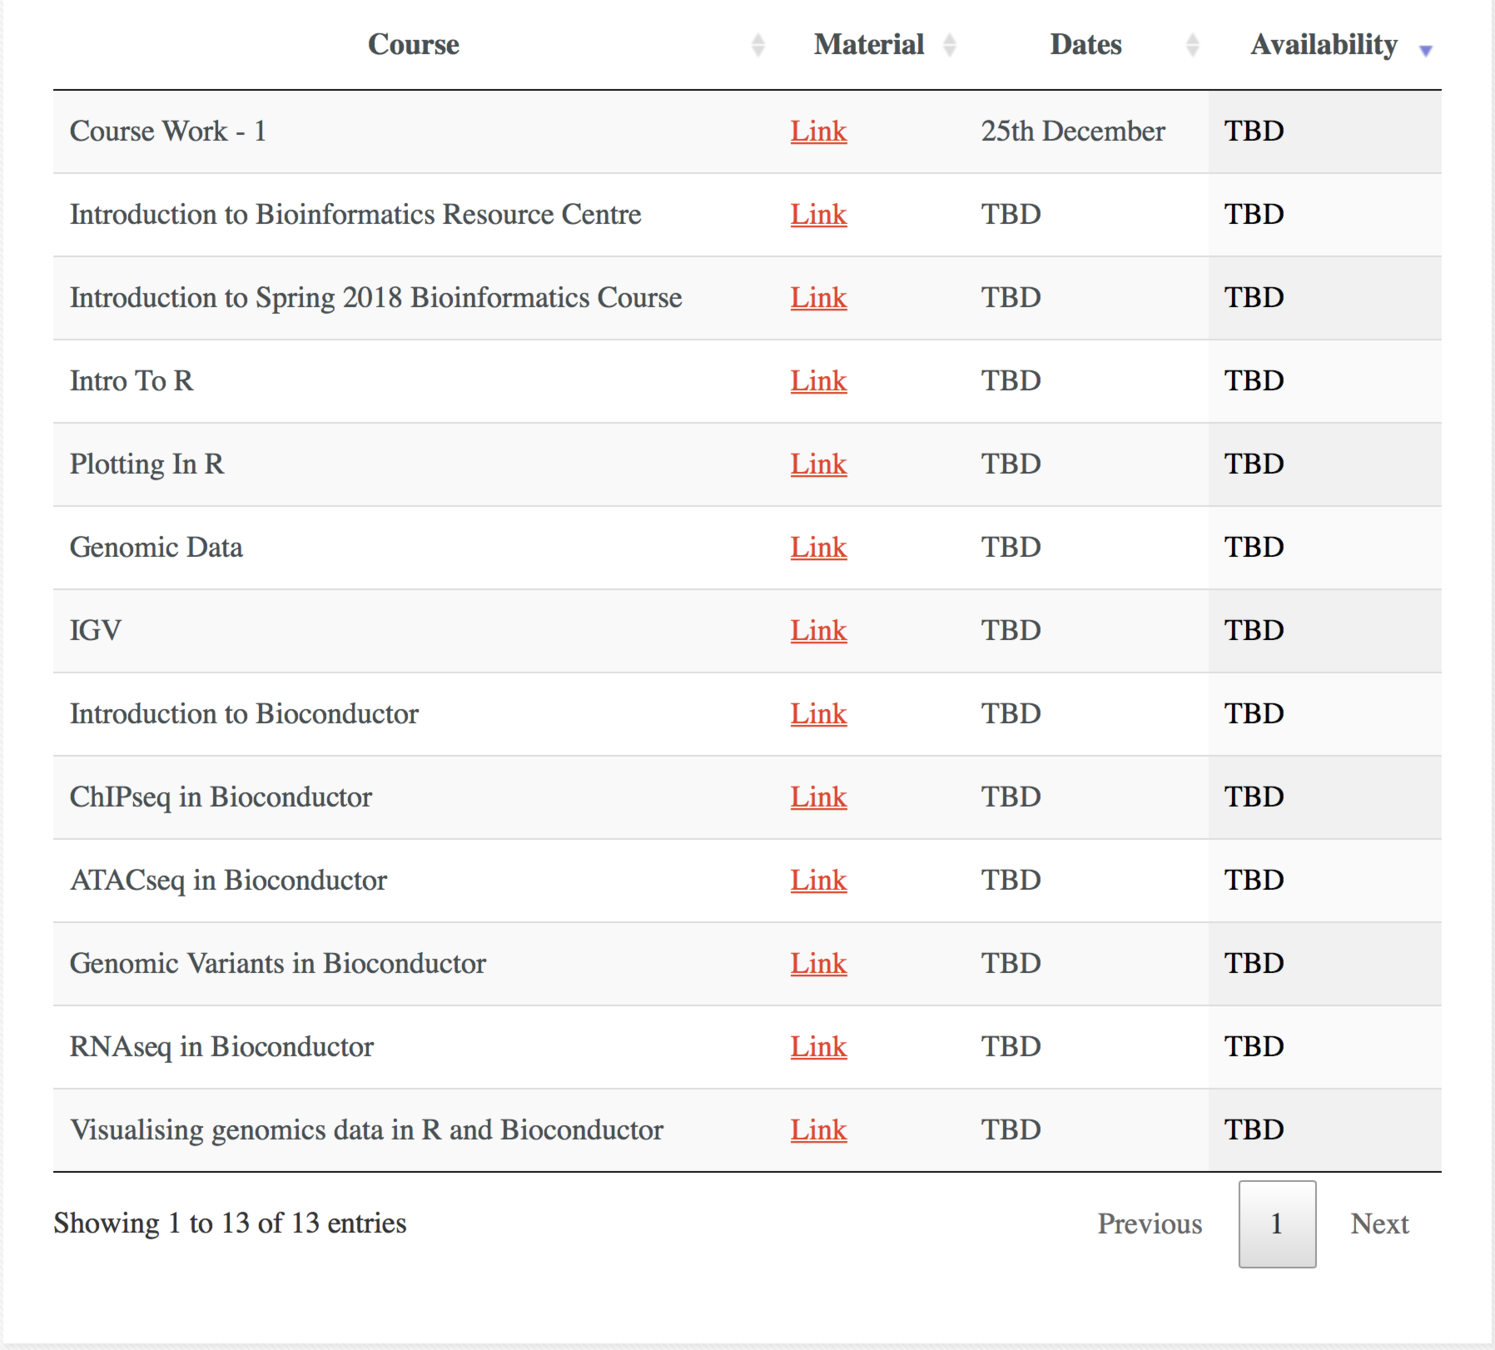 Course Material Dates Availability
Course Work - 1 Link 25th December TBD
Introduction to Bioinformatics Resource Centre Link TBD TBD
Introduction to Spring 2018 Bioinformatics Course Link TBD TBD
Intro To R Link TBD TBD
Plotting In R Link TBD TBD
Genomic Data Link TBD TBD
IGV Link TBD TBD
Introduction to Bioconductor Link TBD TBD
ChIPseq in Bioconductor Link TBD TBD
ATACseq in Bioconductor Link TBD TBD
Genomic Variants in Bioconductor Link TBD TBD
RNAseq in Bioconductor Link TBD TBD
Visualising genomics data in R and Bioconductor Link TBD TBD
Showing 1 to 13 of 13 entries Previous 1 Next